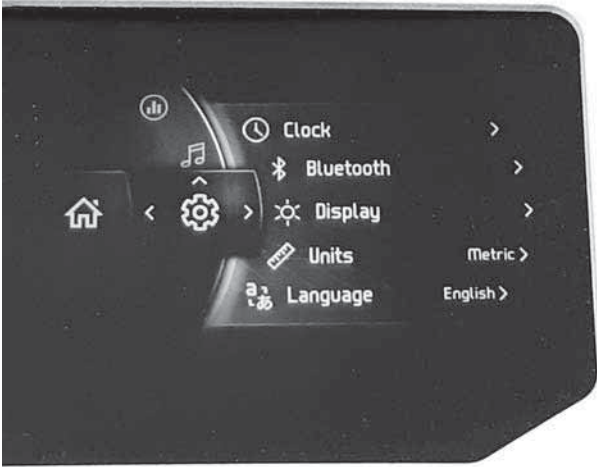 Clock
Bluetooth
Display
Units Metric
Language English